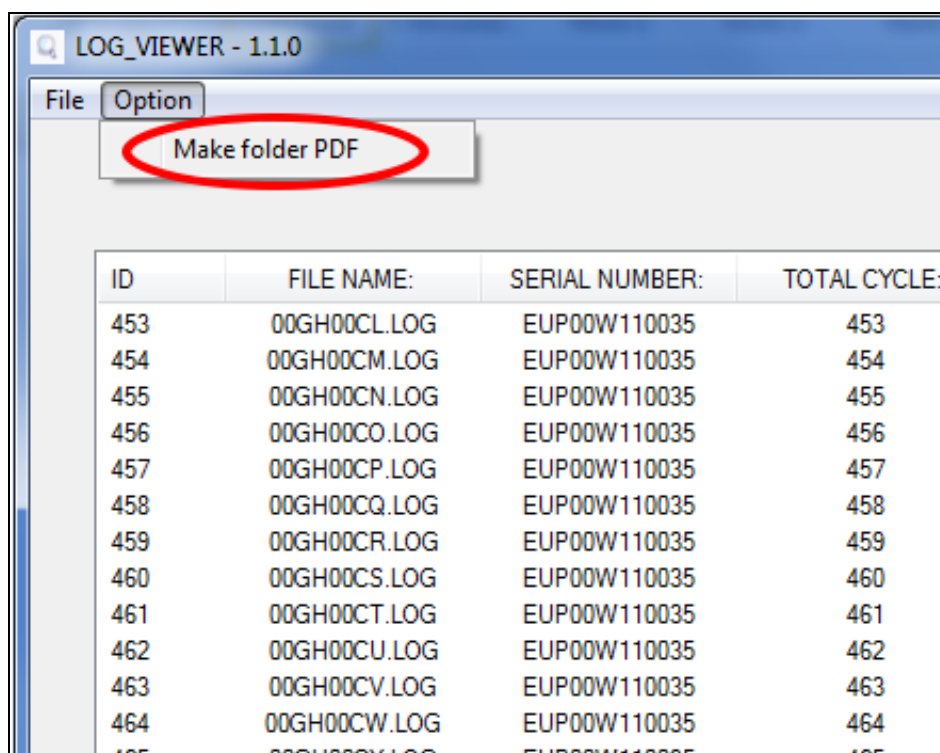 LOG_VIEWER - 1.1.0
File Option
Make folder PDF
ID FILE NAME: SERIAL NUMBER: TOTAL CYCLE:
453 00GH00CL.LOG EUP00W110035 453
454 00GH00CM.LOG EUP00W110035 454
455 00GH00CN.LOG EUP00W110035 455
456 00GH00CO.LOG EUP00W110035 456
457 00GH00CP.LOG EUP00W110035 457
458 00GH00CQ.LOG EUP00W110035 458
459 00GH00CR.LOG EUP00W110035 459
460 00GH00CS.LOG EUP00W110035 460
461 00GH00CT.LOG EUP00W110035 461
462 00GH00CU.LOG EUP00W110035 462
463 00GH00CV.LOG EUP00W110035 463
464 00GH00CW.LOG EUP00W110035 464